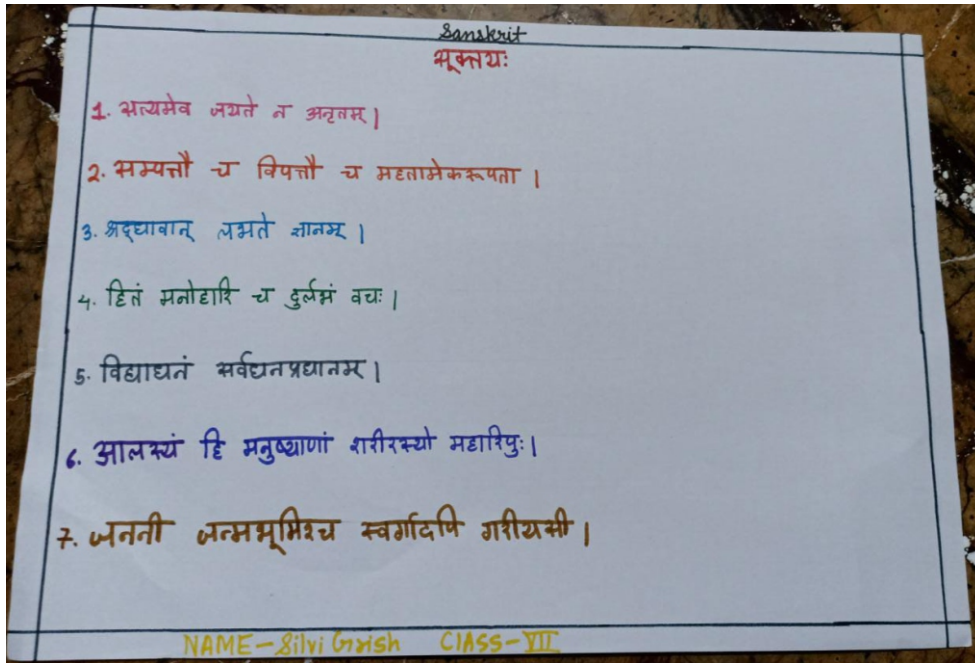 Sanskrit
सूक्तयः
1. सत्यमेव जयते न अनृतम् |
2. सम्पत्तौ च विपत्तौ च महतामेकरूपता |
3. श्रद्धावान् लभते ज्ञानम् |
4. हितं मनोहारि च दुर्लभं वचः |
5. विद्याधनं सर्वधनप्रधानम् |
6. आलस्यं हि मनुष्याणां शरीरस्यो महारिपुः |
7. जननी जन्मभूमिश्च स्वर्गादपि गरीयसी |
NAME-Silvi Girish CLASS-VII